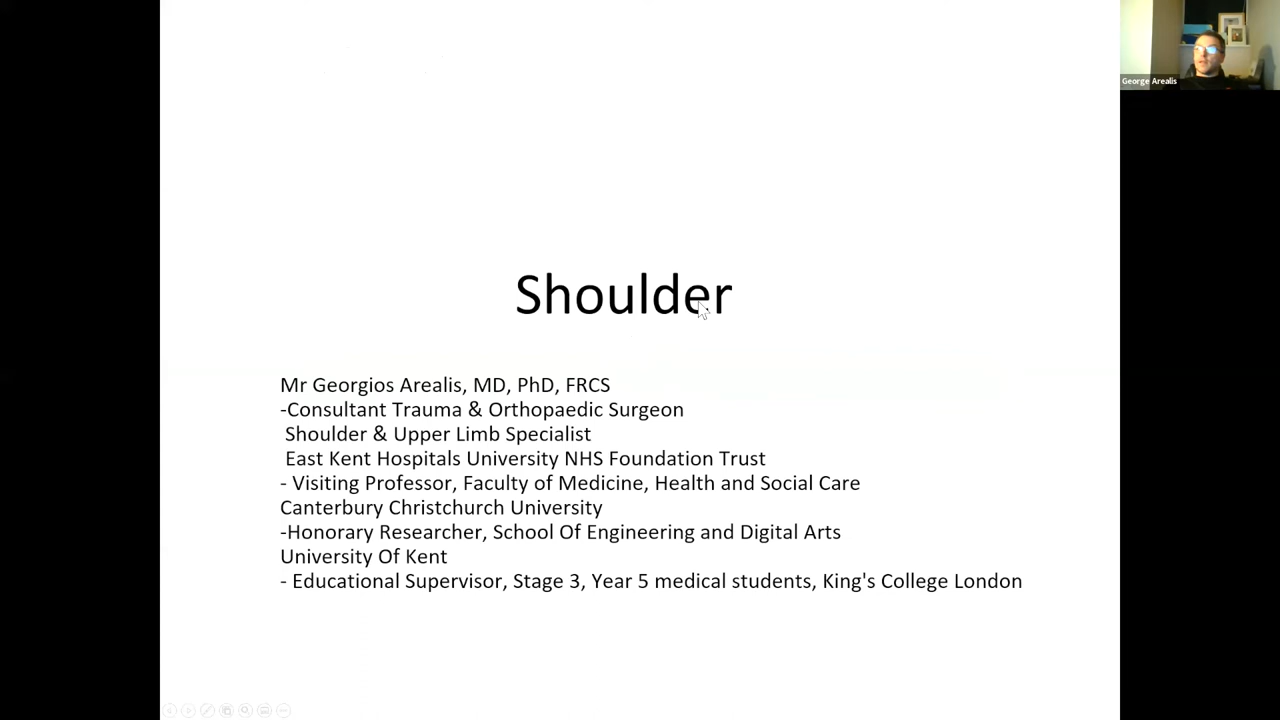 George Arealis
Shoulder
Mr Georgios Arealis, MD, PhD, FRCS
-Consultant Trauma & Orthopaedic Surgeon
Shoulder & Upper Limb Specialist
East Kent Hospitals University NHS Foundation Trust
- Visiting Professor, Faculty of Medicine, Health and Social Care
Canterbury Christchurch University
-Honorary Researcher, School Of Engineering and Digital Arts
University Of Kent
- Educational Supervisor, Stage 3, Year 5 medical students, King's College London